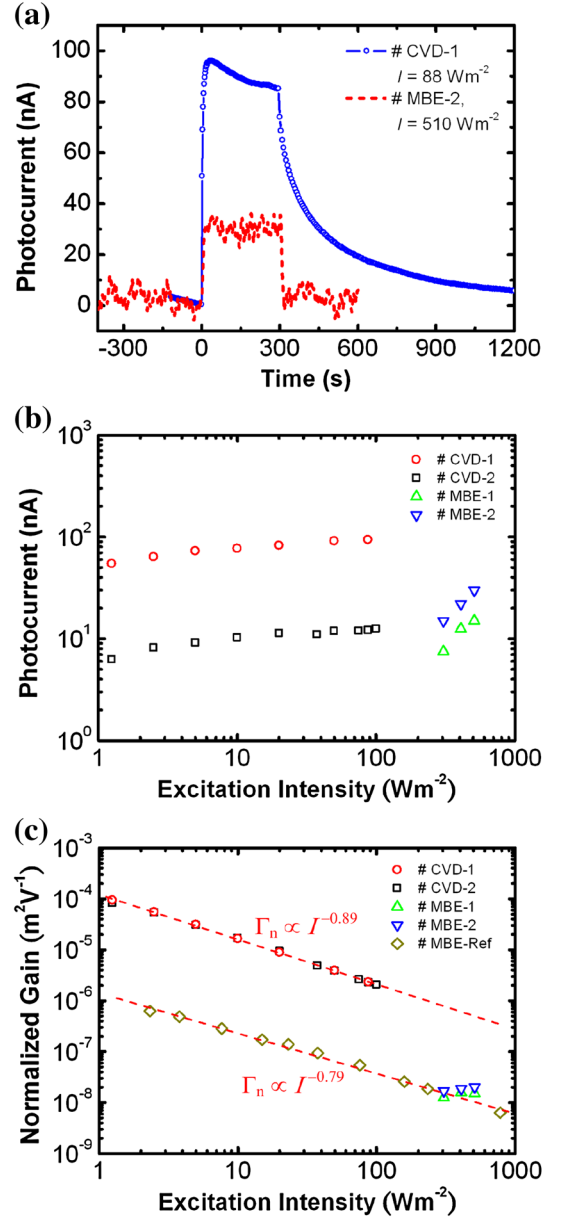 (a)
Photocurrent (nA)
100
80
60
40
20
0
# CVD-1
I = 88 Wm⁻²
# MBE-2,
I = 510 Wm⁻²
-300
0
300
600
900
1200
Time (s)
(b)
Photocurrent (nA)
10³
10²
10¹
10⁰
# CVD-1
# CVD-2
# MBE-1
# MBE-2
1
10
100
1000
Excitation Intensity (Wm⁻²)
(c)
Normalized Gain (m²V⁻¹)
10⁻³
10⁻⁴
10⁻⁵
10⁻⁶
10⁻⁷
10⁻⁸
10⁻⁹
# CVD-1
# CVD-2
# MBE-1
# MBE-2
# MBE-Ref
Γₙ ∝ I⁻⁰·⁸⁹
Γₙ ∝ I⁻⁰·⁷⁹
1
10
100
1000
Excitation Intensity (Wm⁻²)